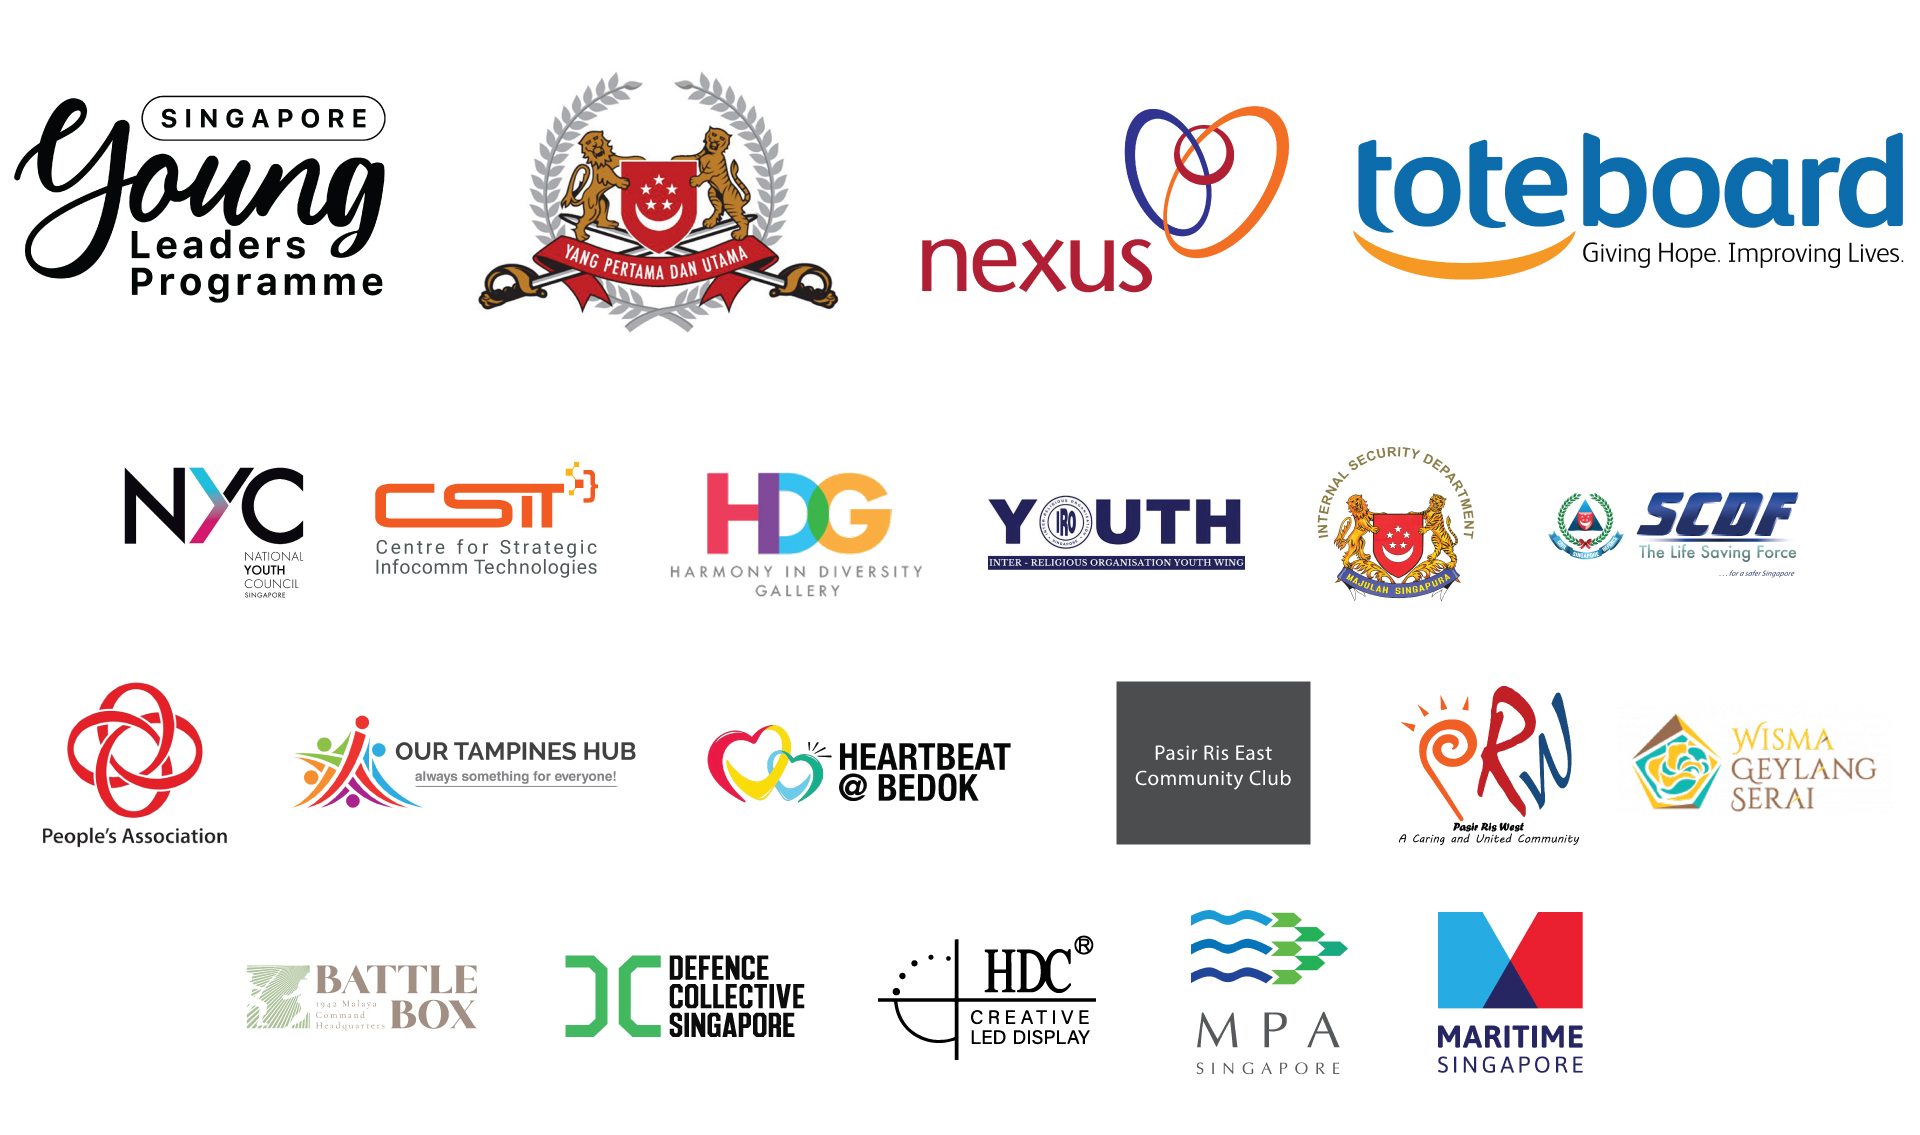 SINGAPORE
Young
Leaders
Programme
YANG PERTAMA DAN UTAMA
nexus
toteboard
Giving Hope. Improving Lives.
NYC
NATIONAL
YOUTH
COUNCIL
SINGAPORE
CSIT
Centre for Strategic
Infocomm Technologies
HDG
HARMONY IN DIVERSITY
GALLERY
YOUTH
IRO
INTER - RELIGIOUS ORGANISATION YOUTH WING
INTERNAL SECURITY DEPARTMENT
MAJULAH SINGAPURA
SCDF
The Life Saving Force
...for a safer Singapore
People's Association
OUR TAMPINES HUB
always something for everyone!
HEARTBEAT
@ BEDOK
Pasir Ris East
Community Club
PRW
Pasir Ris West
A Caring and United Community
WISMA
GEYLANG
SERAI
BATTLE
BOX
1942 Malaya
Command
Headquarters
DEFENCE
COLLECTIVE
SINGAPORE
HDC®
CREATIVE
LED DISPLAY
MPA
SINGAPORE
MARITIME
SINGAPORE